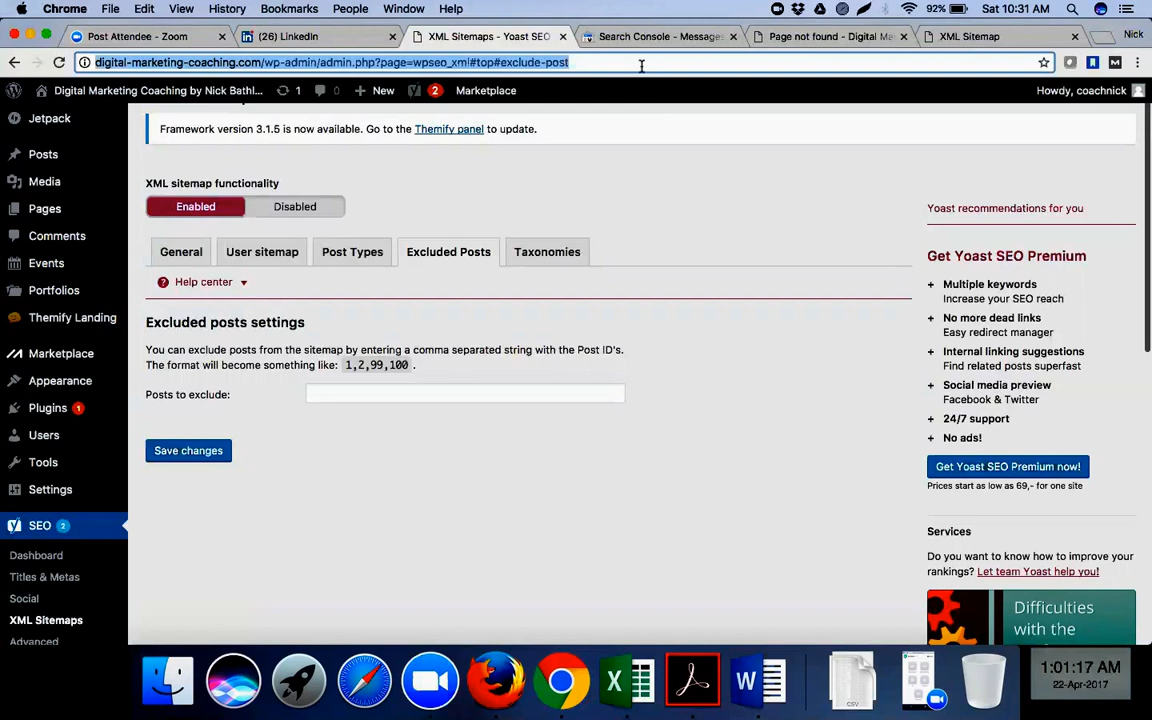 Chrome File Edit View History Bookmarks People Window Help 92% Sat 10:31 AM
Post Attendee - Zoom
(26) LinkedIn
XML Sitemaps - Yoast SEO
Search Console - Messages
Page not found - Digital Ma
XML Sitemap
Nick
digital-marketing-coaching.com/wp-admin/admin.php?page=wpseo_xml#top#exclude-post
Digital Marketing Coaching by Nick Bathl... 1 0 New 2 Marketplace Howdy, coachnick
Jetpack
Posts
Media
Pages
Comments
Events
Portfolios
Themify Landing
Marketplace
Appearance
Plugins 1
Users
Tools
Settings
SEO 2
Dashboard
Titles & Metas
Social
XML Sitemaps
Advanced
Framework version 3.1.5 is now available. Go to the Themify panel to update.
XML sitemap functionality
Enabled Disabled
General User sitemap Post Types Excluded Posts Taxonomies
Help center
Excluded posts settings
You can exclude posts from the sitemap by entering a comma separated string with the Post ID's.
The format will become something like: 1,2,99,100 .
Posts to exclude:
Save changes
Yoast recommendations for you
Get Yoast SEO Premium
+ Multiple keywords
Increase your SEO reach
+ No more dead links
Easy redirect manager
+ Internal linking suggestions
Find related posts superfast
+ Social media preview
Facebook & Twitter
+ 24/7 support
+ No ads!
Get Yoast SEO Premium now!
Prices start as low as 69,- for one site
Services
Do you want to know how to improve your
rankings? Let team Yoast help you!
Difficulties
with the
CSV
1:01:17 AM
22-Apr-2017